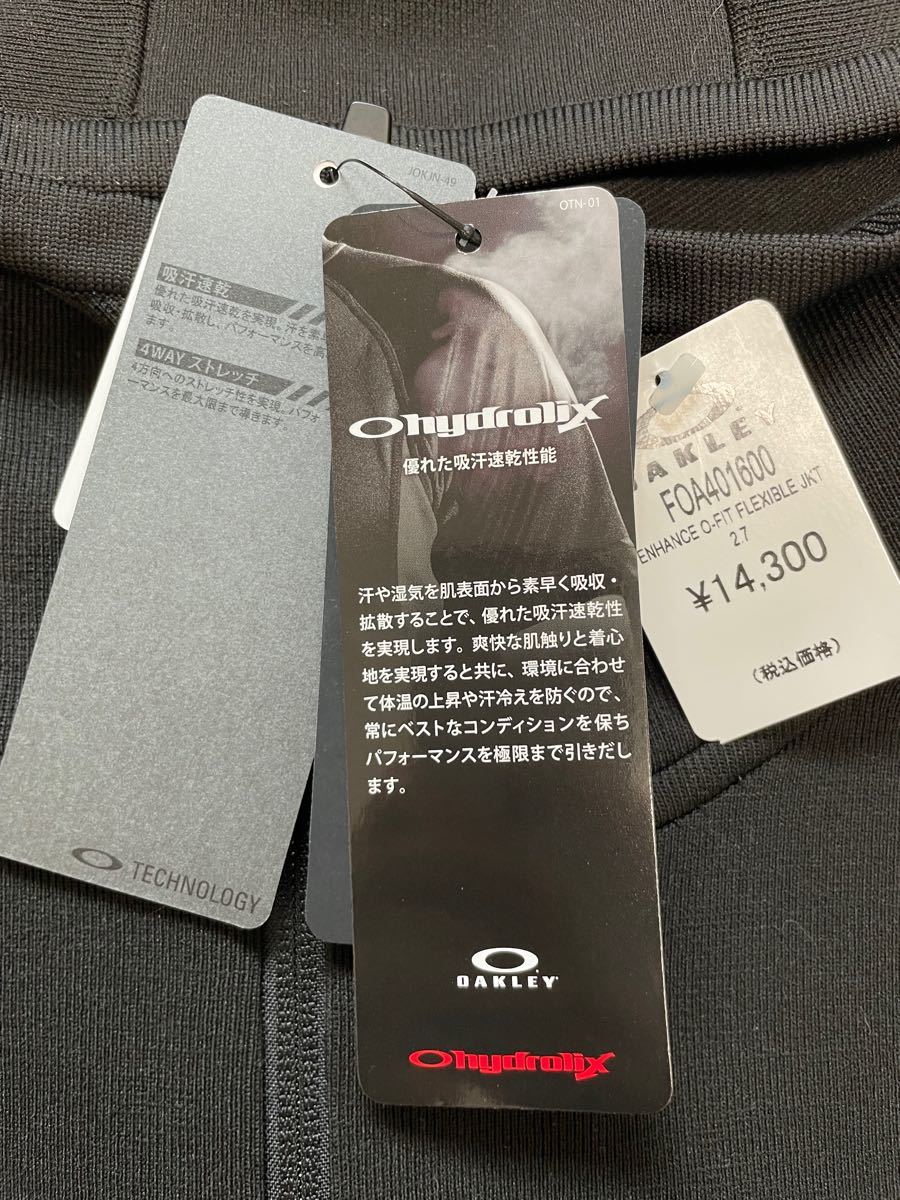 JOKJN-49
吸汗速乾
優れた吸汗速乾を実現。汗を素早
吸収・拡散し、パフォーマンスを高
ます。
4WAY ストレッチ
4方向へのストレッチ性を実現。パフォ
ーマンスを最大限まで導きます。
TECHNOLOGY
OTN-01
Ohydrolix
優れた吸汗速乾性能
汗や湿気を肌表面から素早く吸収・
拡散することで、優れた吸汗速乾性
を実現します。爽快な肌触りと着心
地を実現すると共に、環境に合わせ
て体温の上昇や汗冷えを防ぐので、
常にベストなコンディションを保ち
パフォーマンスを極限まで引きだし
ます。
OAKLEY
Ohydrolix
OAKLEY
FOA401600
ENHANCE O-FIT FLEXIBLE JKT
2.7
¥14,300
(税込価格)